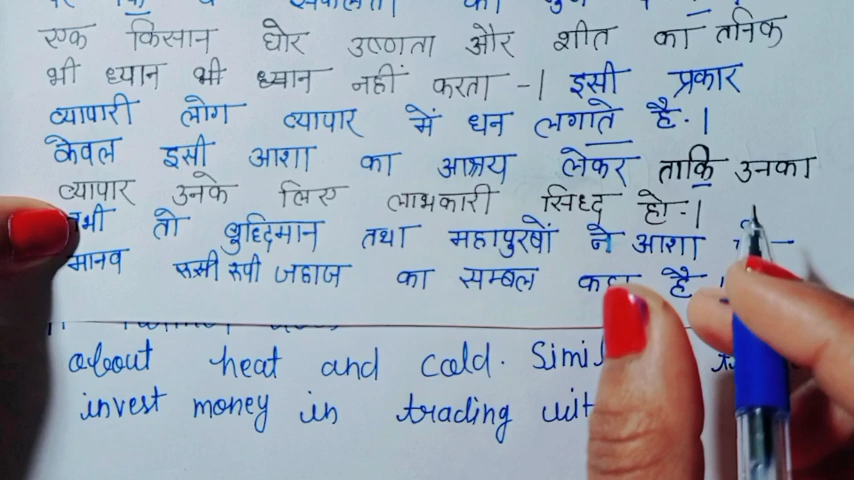 एक किसान घोर उष्णता और शीत का तनिक
भी ध्यान भी ध्यान नहीं करता -। इसी प्रकार
व्यापारी लोग व्यापार में धन लगाते है-।
केवल इसी आशा का आश्रय लेकर ताकि उनका
व्यापार उनके लिए लाभकारी सिध्द हो-।
तभी तो बुध्दिमान तथा महापुरषों ने आशा
मानव रूपी जहाज का सम्बल कहा है
about heat and cold. Simil
invest money in trading wit